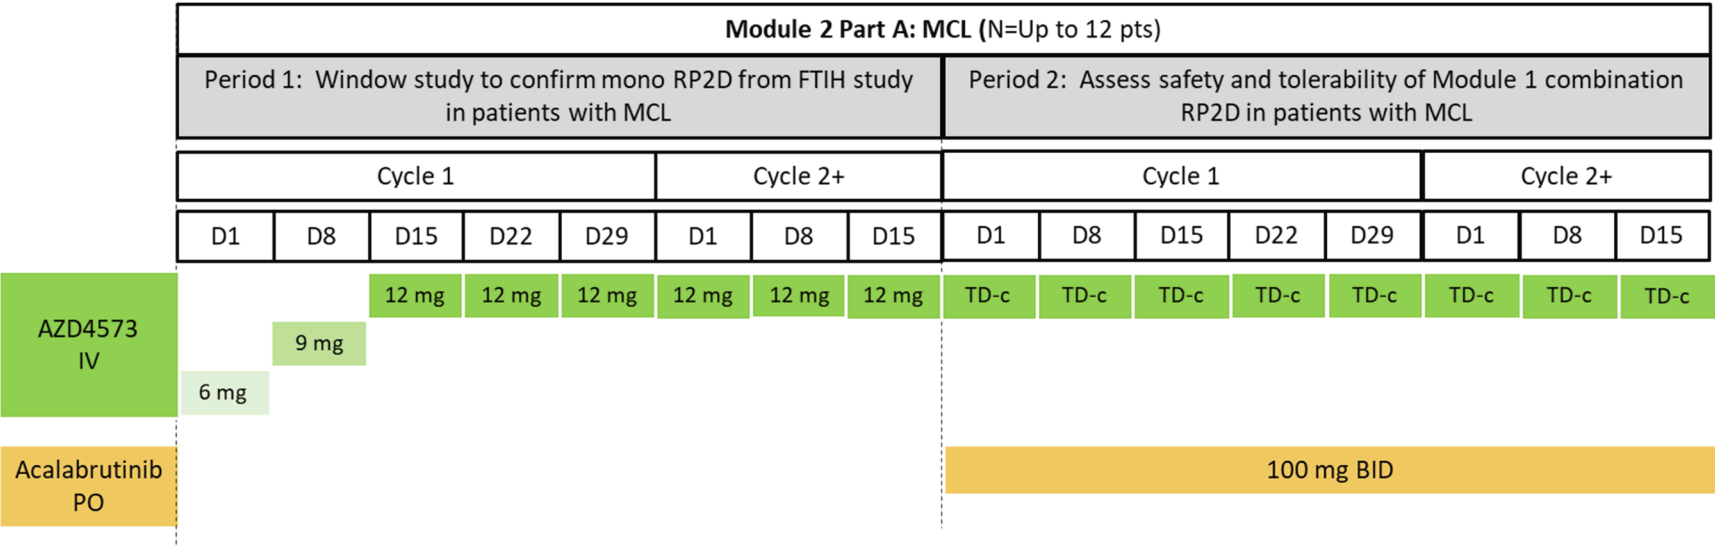 Module 2 Part A: MCL (N=Up to 12 pts)
Period 1: Window study to confirm mono RP2D from FTIH study
in patients with MCL
Period 2: Assess safety and tolerability of Module 1 combination
RP2D in patients with MCL
Cycle 1
Cycle 2+
Cycle 1
Cycle 2+
D1 D8 D15 D22 D29 D1 D8 D15 D1 D8 D15 D22 D29 D1 D8 D15
AZD4573
IV
12 mg 12 mg 12 mg 12 mg 12 mg 12 mg TD-c TD-c TD-c TD-c TD-c TD-c TD-c TD-c
9 mg
6 mg
Acalabrutinib
PO
100 mg BID